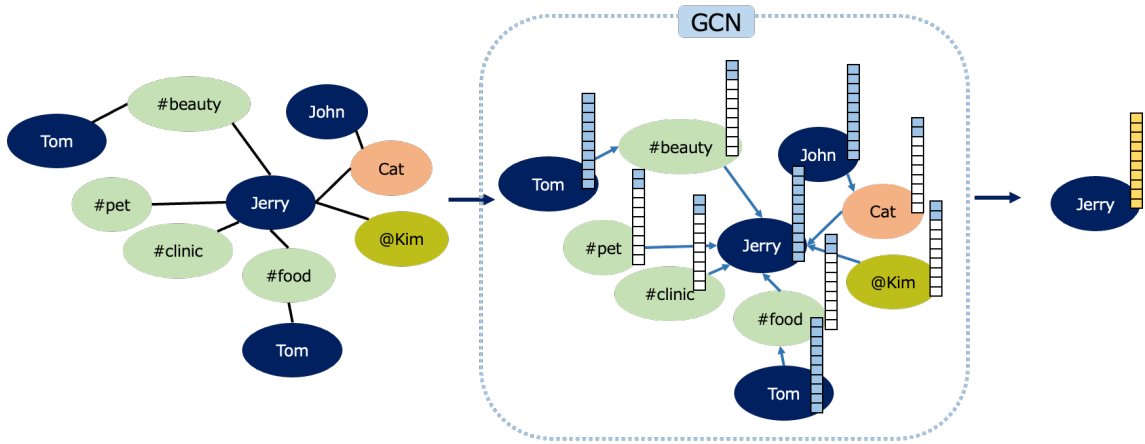 GCN
#beauty
John
Tom
Cat
#pet
Jerry
#clinic
@Kim
#food
Tom
#beauty
John
Tom
Cat
#pet
Jerry
#clinic
@Kim
#food
Tom
Jerry